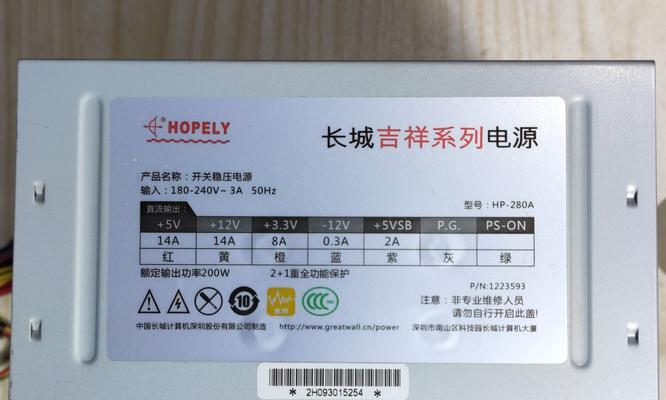 HOPELY
长城吉祥系列电源
产品名称：开关稳压电源
输入：180-240V~ 3A 50Hz
型号：HP-280A
直流输出：
+5V +12V +3.3V -12V +5VSB P.G. PS-ON
14A 14A 8A 0.3A 2A
红 黄 橙 蓝 紫 灰 绿
额定输出功率200W 2+1重全功能保护
P/N:1223593
10
CCC
注意：非专业维修人员
请勿自行开启此盖!
中国长城计算机深圳股份有限公司制造 http://www.greatwall.cn/power 深圳市南山区科技园长城计算机大厦
* 2H093015254 *